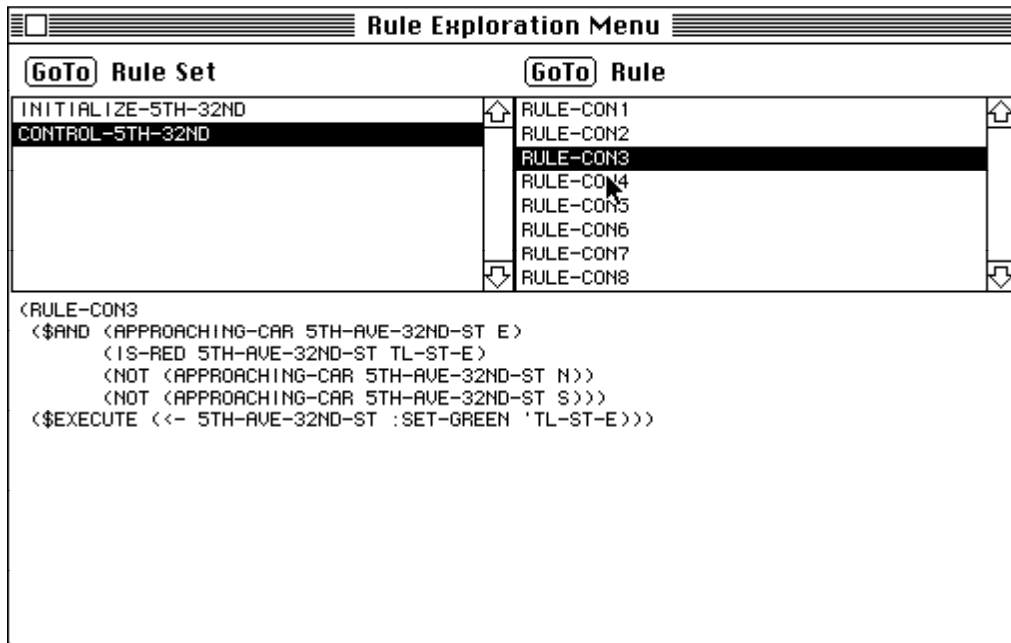 Rule Exploration Menu
GoTo Rule Set
GoTo Rule
INITIALIZE-5TH-32ND
CONTROL-5TH-32ND
RULE-CON1
RULE-CON2
RULE-CON3
RULE-CON4
RULE-CON5
RULE-CON6
RULE-CON7
RULE-CON8
(RULE-CON3
($AND (APPROACHING-CAR 5TH-AVE-32ND-ST E)
(IS-RED 5TH-AVE-32ND-ST TL-ST-E)
(NOT (APPROACHING-CAR 5TH-AVE-32ND-ST N))
(NOT (APPROACHING-CAR 5TH-AVE-32ND-ST S)))
($EXECUTE (<- 5TH-AVE-32ND-ST :SET-GREEN 'TL-ST-E)))